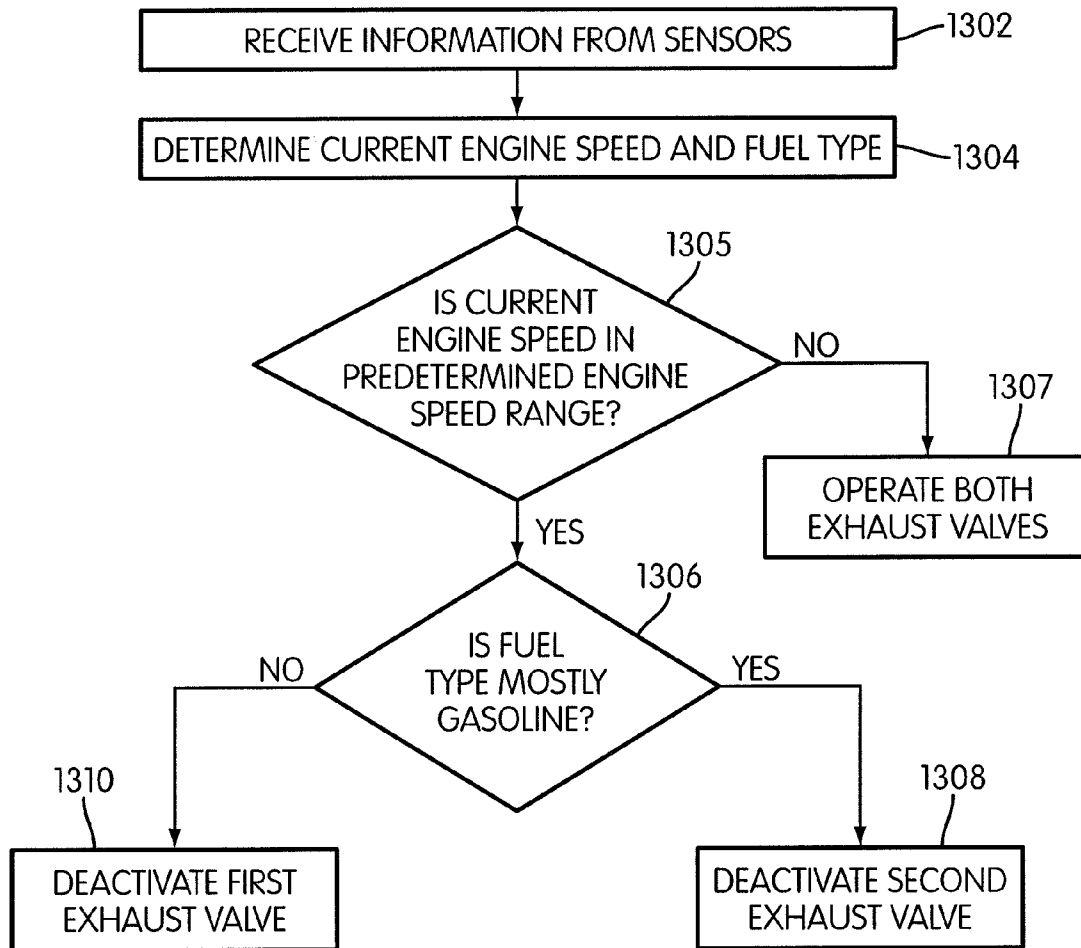 RECEIVE INFORMATION FROM SENSORS
1302
DETERMINE CURRENT ENGINE SPEED AND FUEL TYPE
1304
1305
IS CURRENT
ENGINE SPEED IN
PREDETERMINED ENGINE
SPEED RANGE?
NO
1307
OPERATE BOTH
EXHAUST VALVES
YES
1306
IS FUEL
TYPE MOSTLY
GASOLINE?
NO
YES
1310
DEACTIVATE FIRST
EXHAUST VALVE
1308
DEACTIVATE SECOND
EXHAUST VALVE